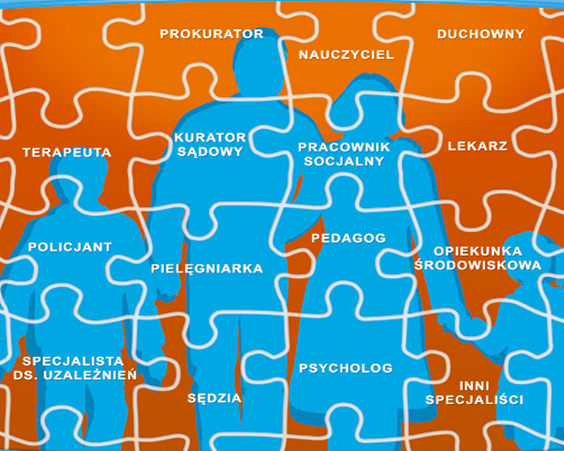 PROKURATOR
NAUCZYCIEL
DUCHOWNY
TERAPEUTA
KURATOR
SĄDOWY
PRACOWNIK
SOCJALNY
LEKARZ
POLICJANT
PIELĘGNIARKA
PEDAGOG
OPIEKUNKA
ŚRODOWISKOWA
SPECJALISTA
DS. UZALEŻNIEŃ
SĘDZIA
PSYCHOLOG
INNI
SPECJALIŚCI